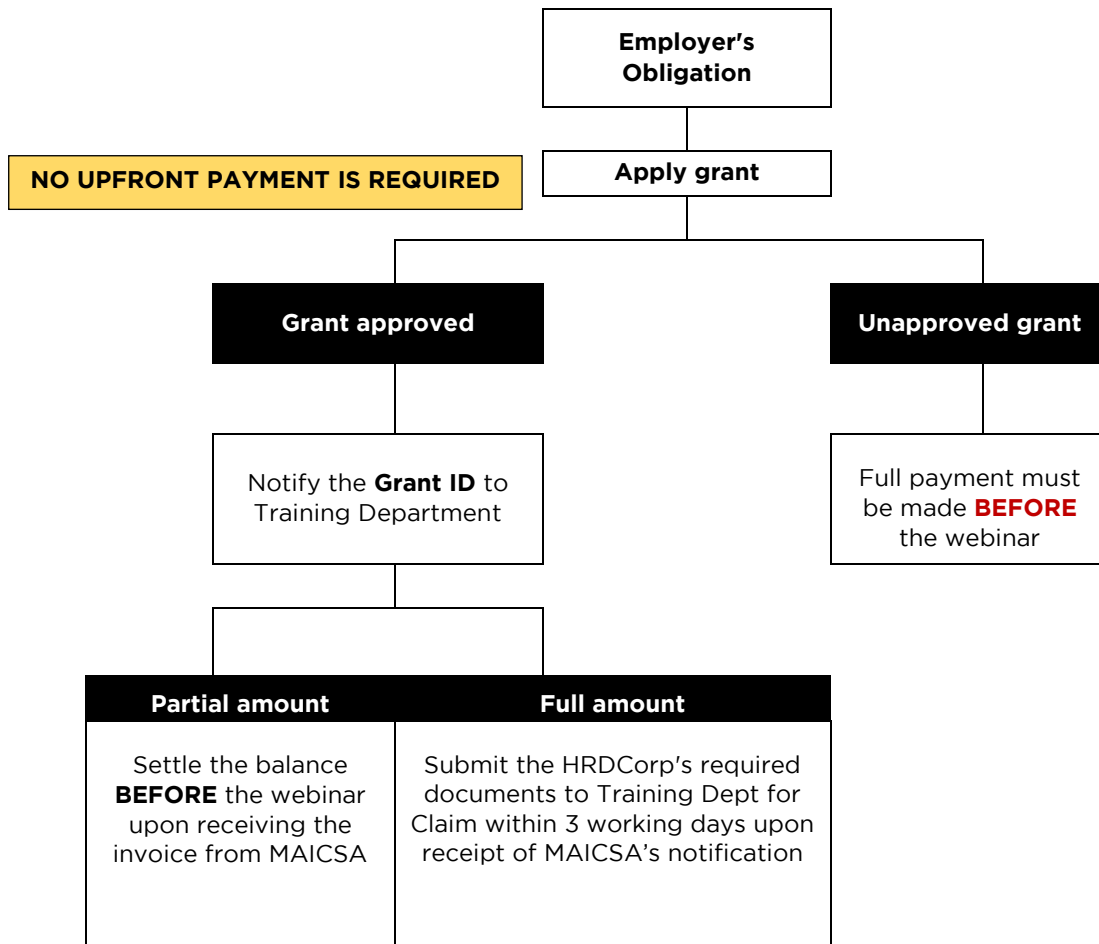 Employer's
Obligation
NO UPFRONT PAYMENT IS REQUIRED
Apply grant
Grant approved
Unapproved grant
Notify the Grant ID to
Training Department
Full payment must
be made BEFORE
the webinar
Partial amount
Full amount
Settle the balance
BEFORE the webinar
upon receiving the
invoice from MAICSA
Submit the HRDCorp's required
documents to Training Dept for
Claim within 3 working days upon
receipt of MAICSA’s notification